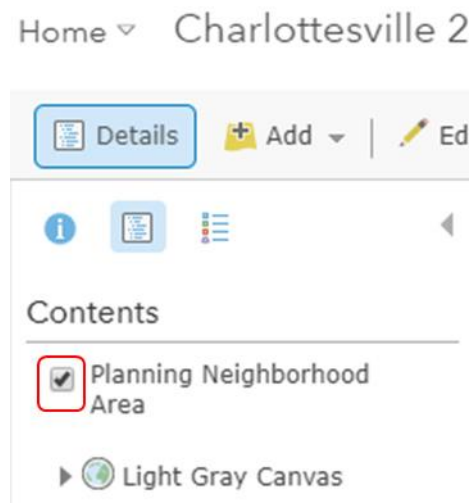 Home Charlottesville 2
Details Add Ed
Contents
Planning Neighborhood
Area
Light Gray Canvas